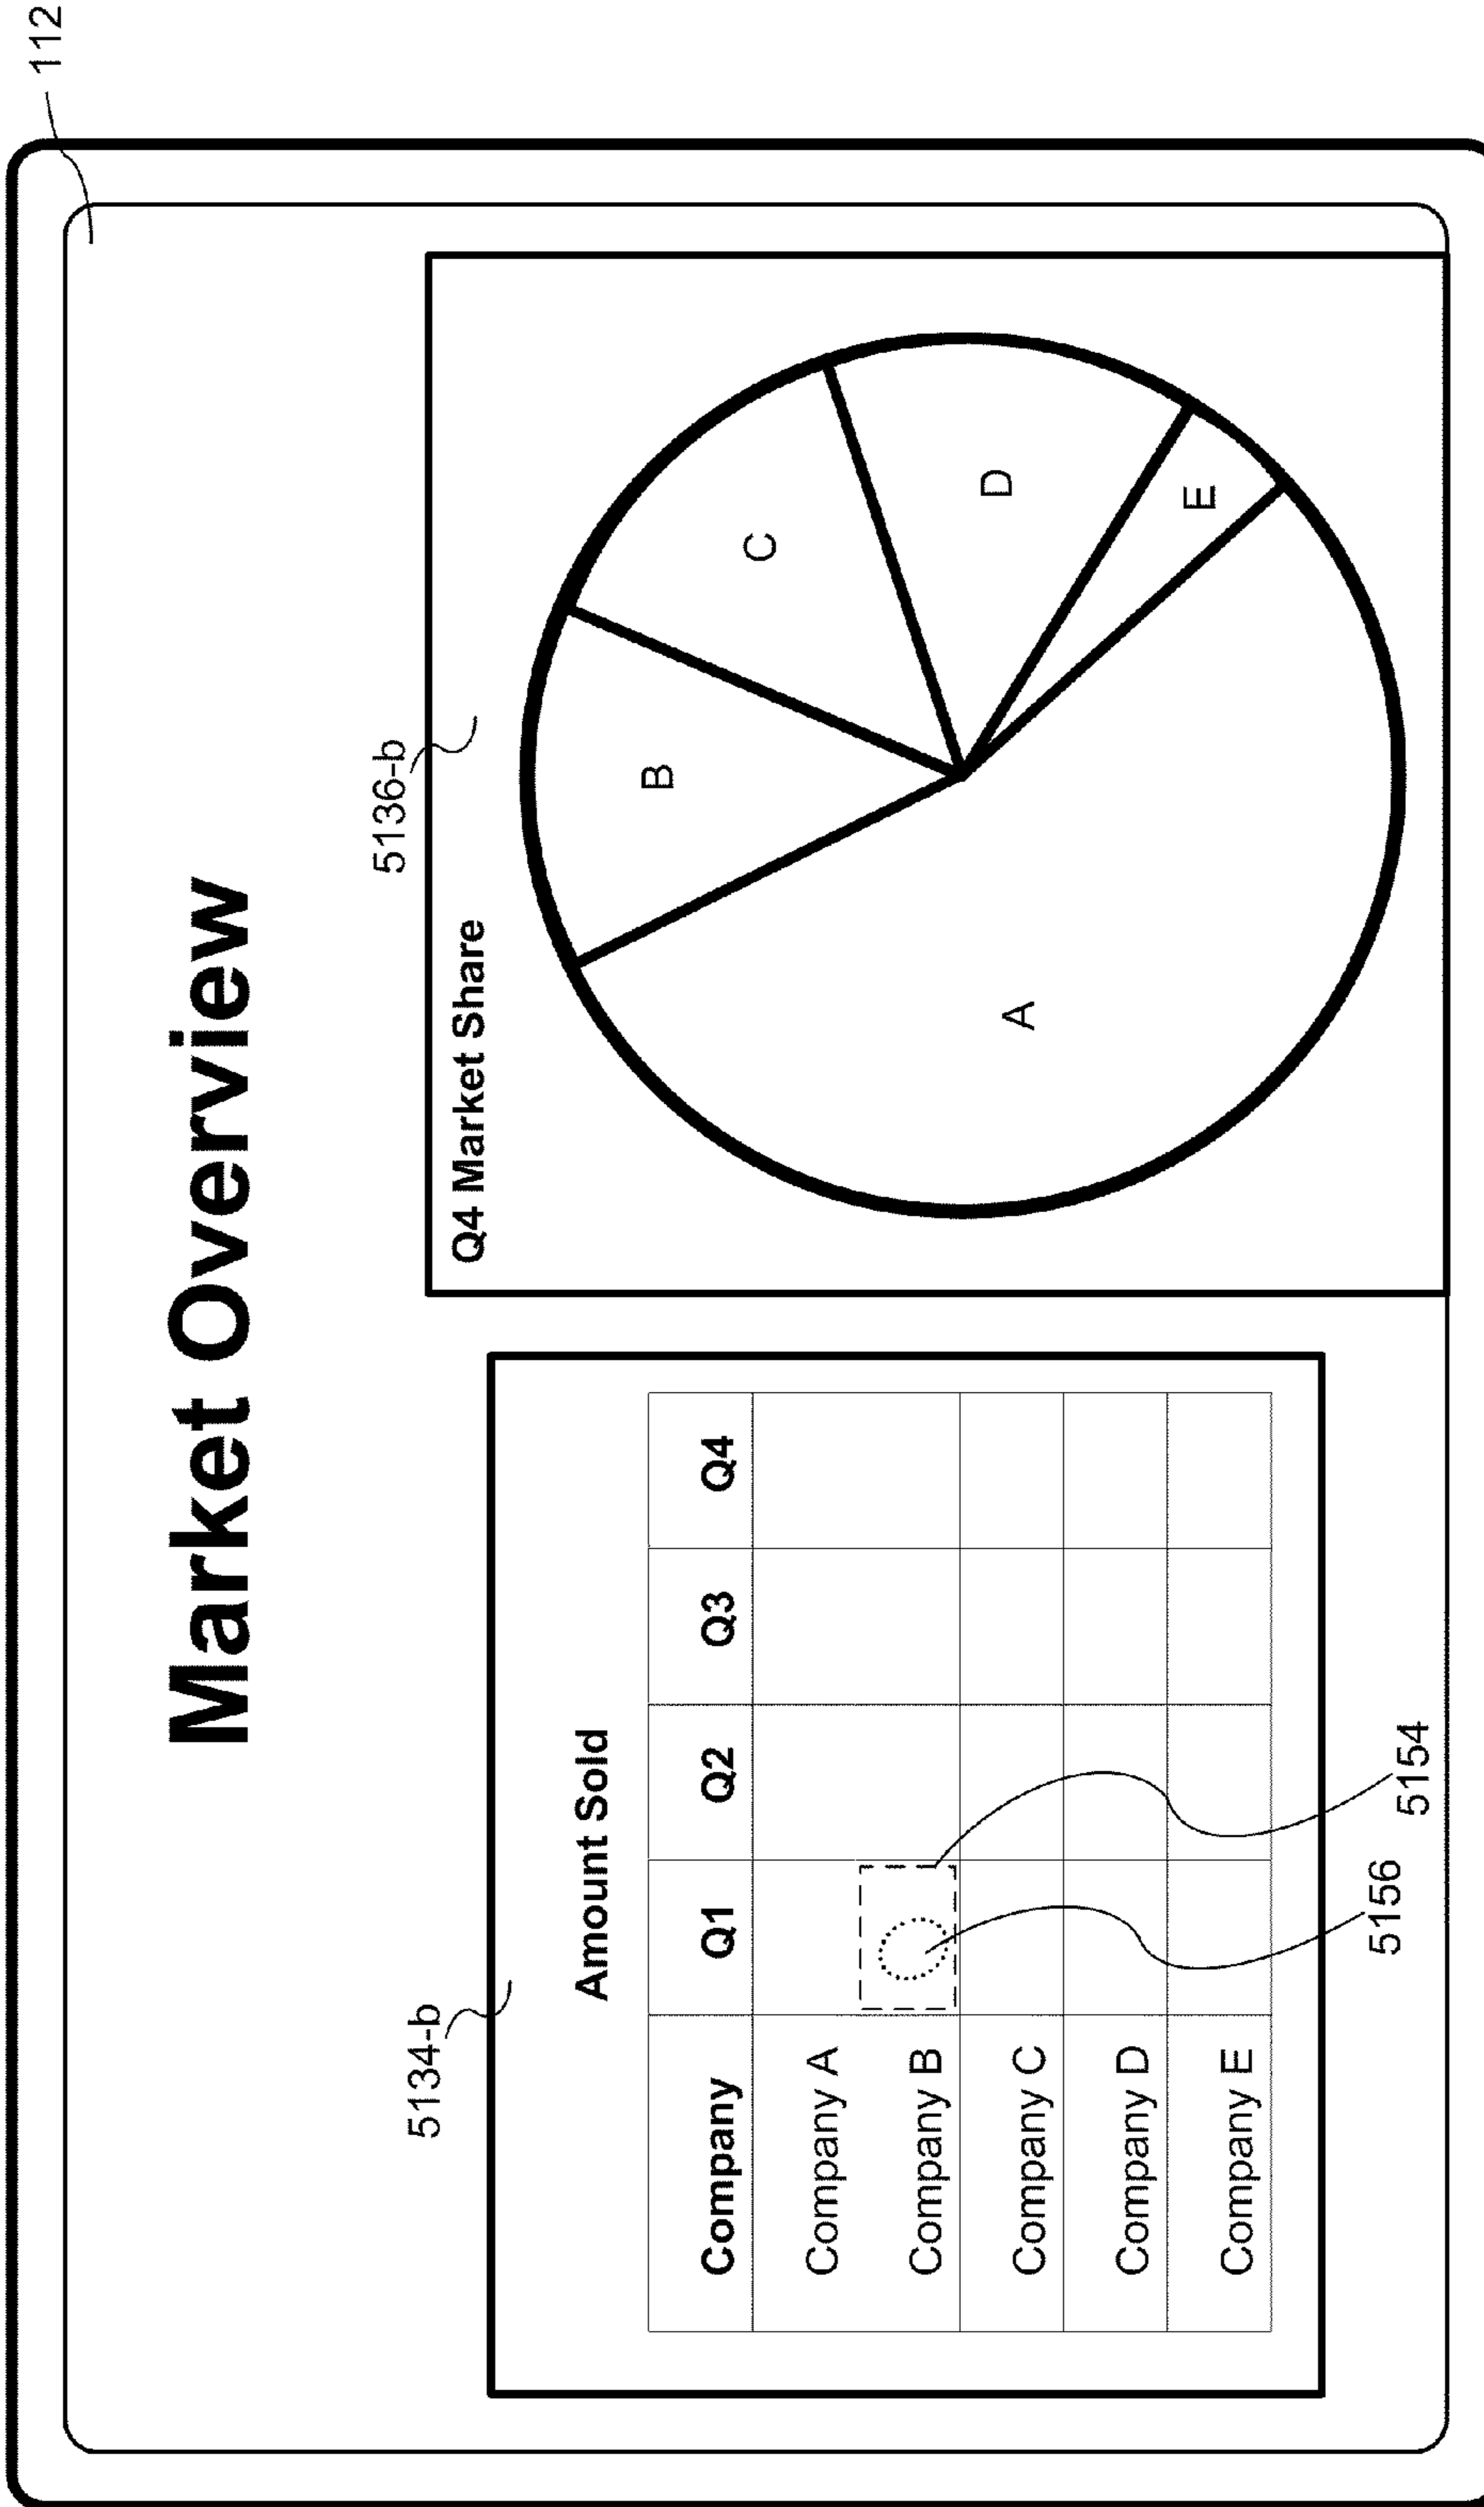 112
Market Overview
5134-b
Amount Sold
Company Q1 Q2 Q3 Q4
Company A
Company B
Company C
Company D
Company E
5156
5154
5136-b
Q4 Market Share
B
C
D
E
A